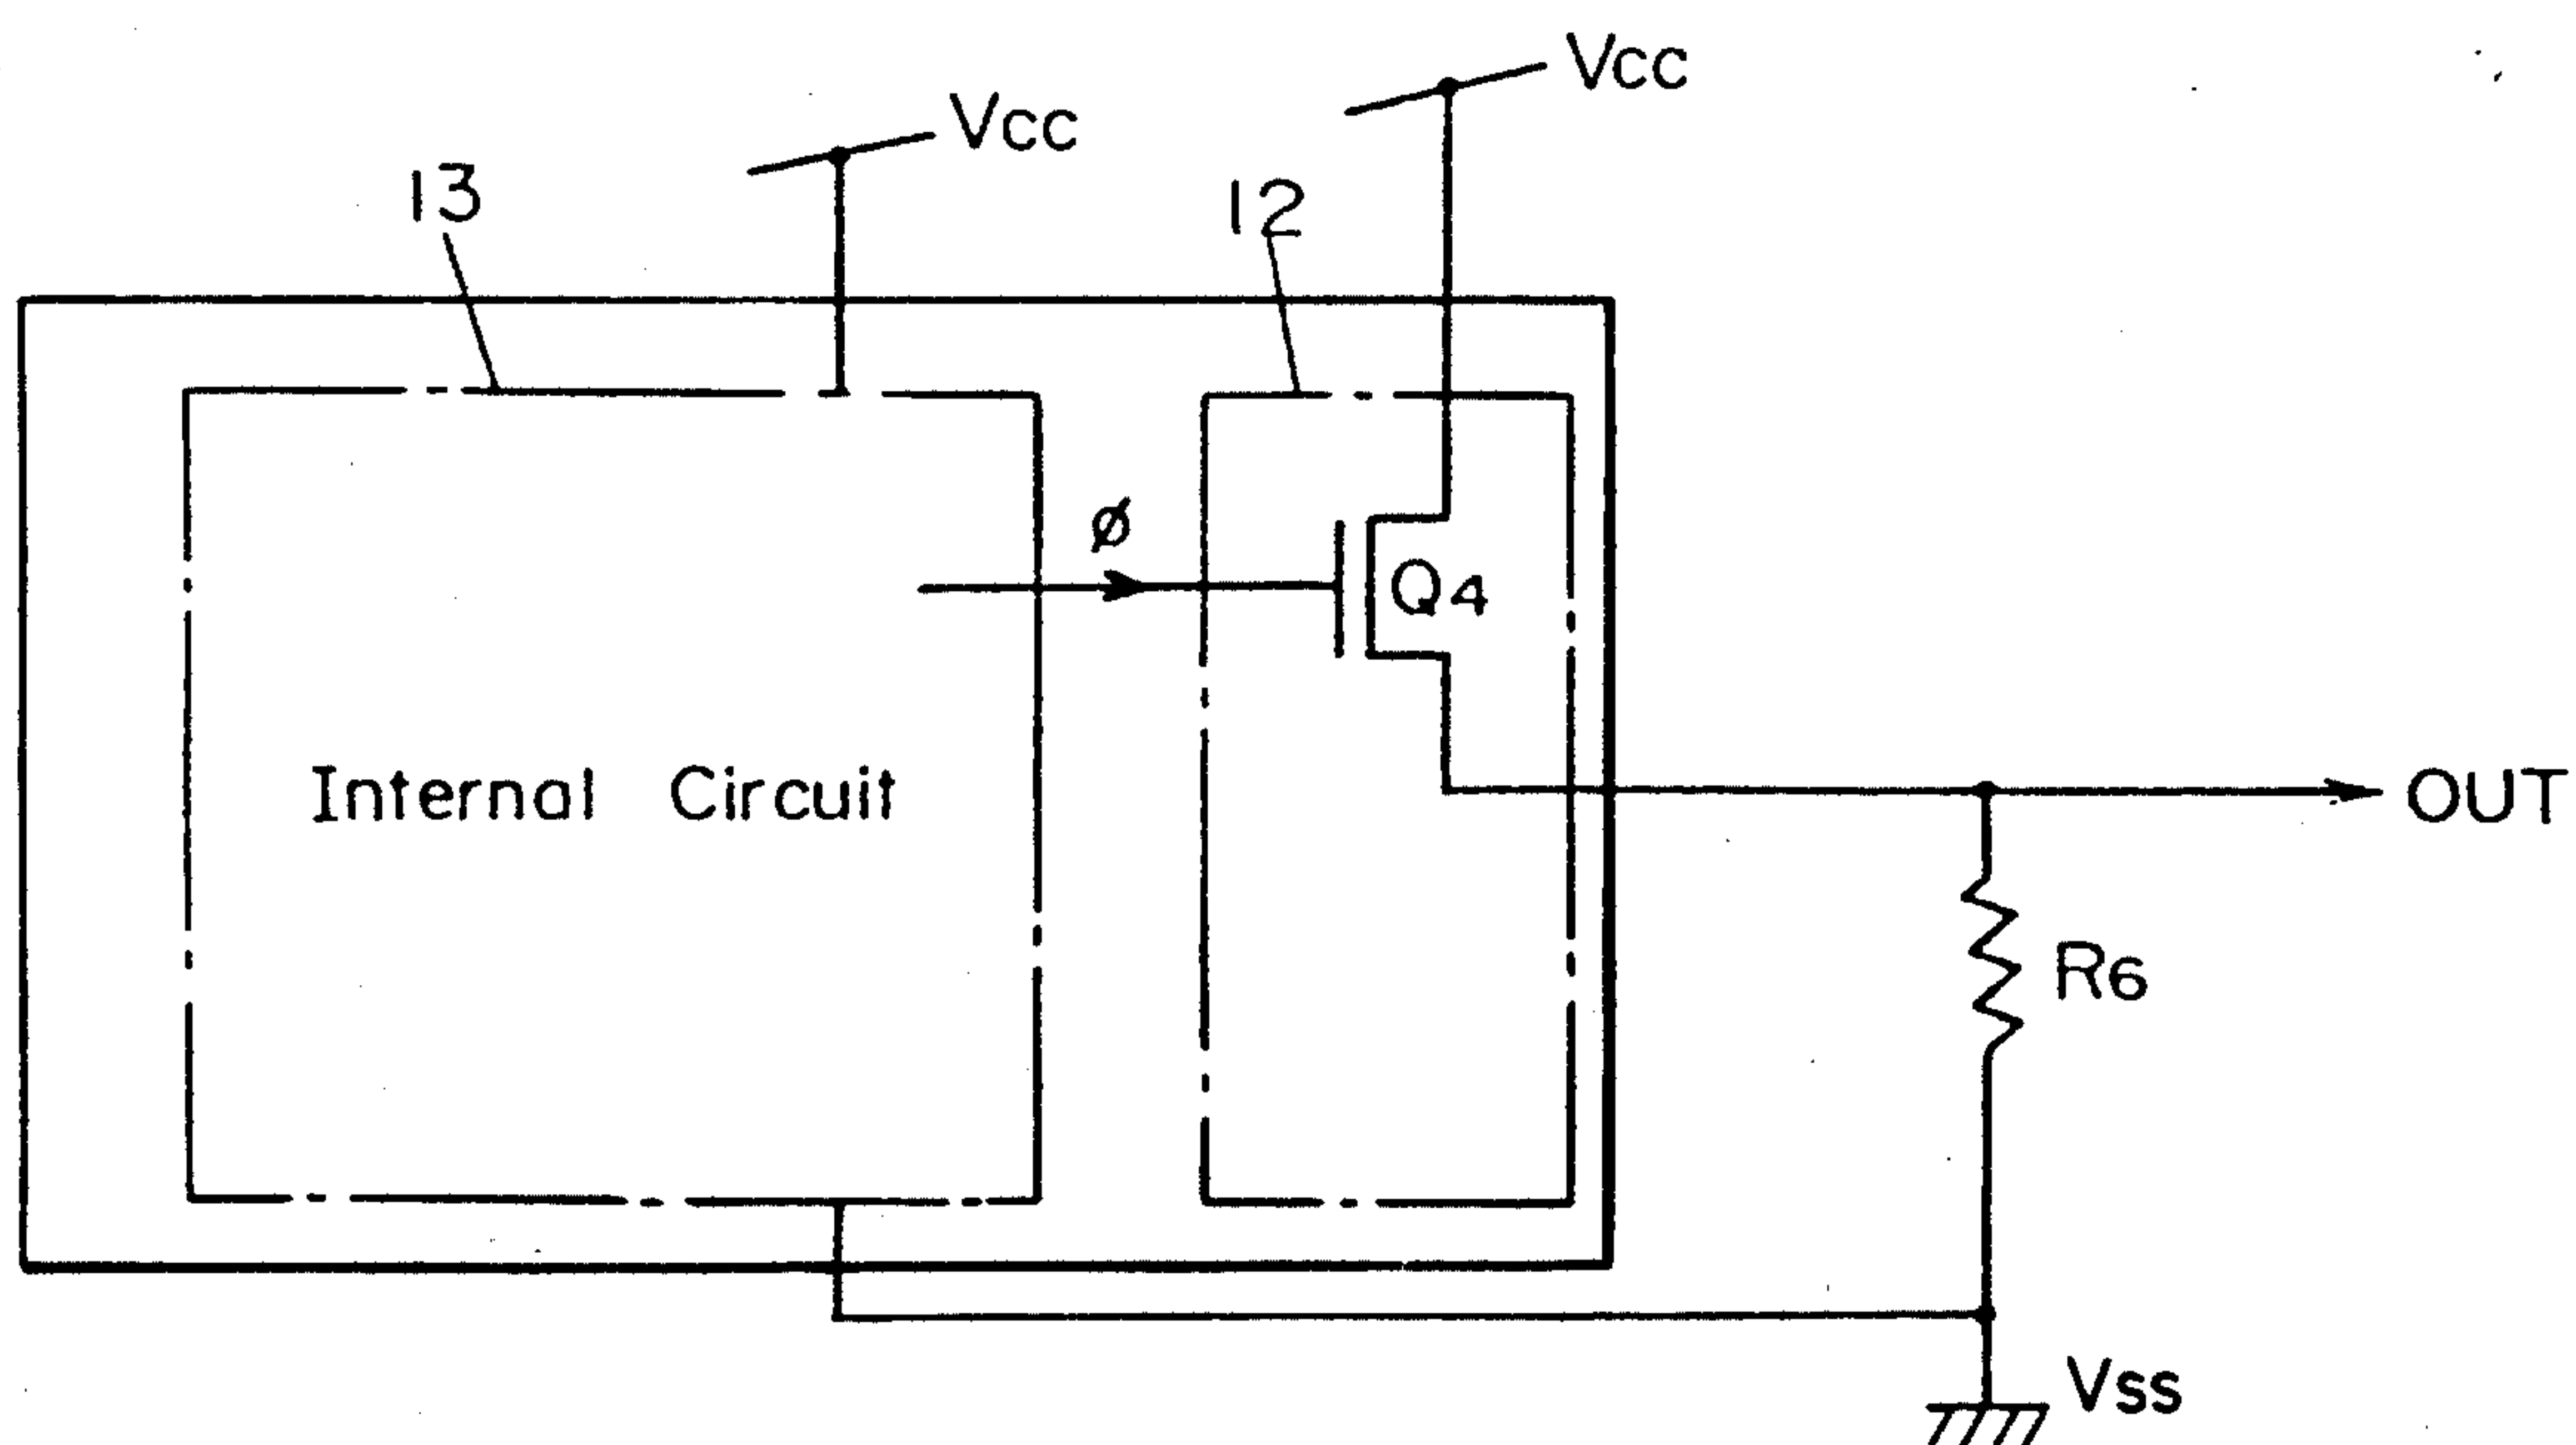 Vcc
Vcc
13
12
ø
Q4
Internal Circuit
OUT
R6
Vss